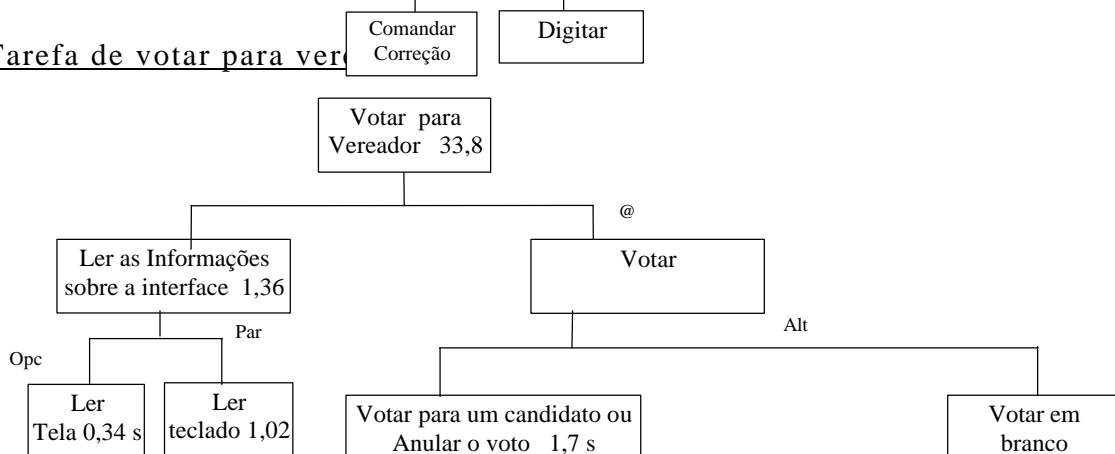 Comandar
Correção
Digitar
Tarefa de votar para
Votar para
Vereador 33,8
@
Ler as Informações
sobre a interface 1,36
Votar
Par
Alt
Opc
Ler
Tela 0,34 s
Ler
teclado 1,02
Votar para um candidato ou
Anular o voto 1,7 s
Votar em
branco